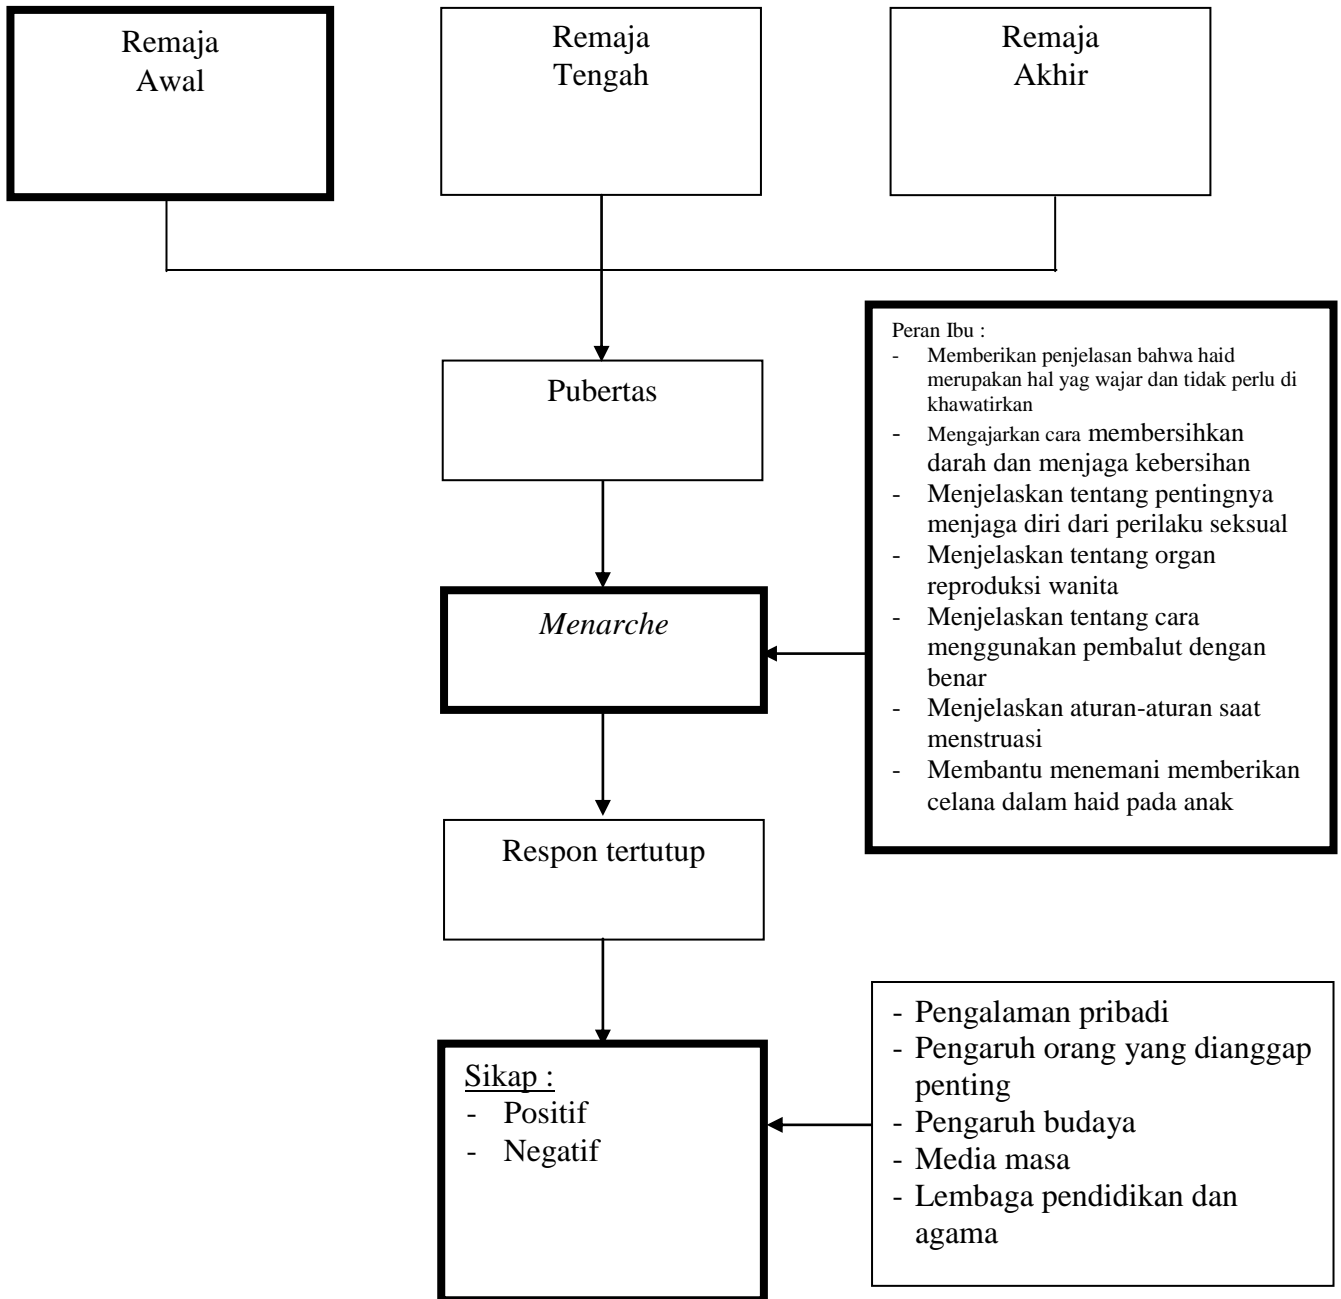 Remaja
Awal
Remaja
Tengah
Remaja
Akhir
Pubertas
Peran Ibu :
- Memberikan penjelasan bahwa haid
merupakan hal yag wajar dan tidak perlu di
khawatirkan
- Mengajarkan cara membersihkan
darah dan menjaga kebersihan
- Menjelaskan tentang pentingnya
menjaga diri dari perilaku seksual
- Menjelaskan tentang organ
reproduksi wanita
- Menjelaskan tentang cara
menggunakan pembalut dengan
benar
- Menjelaskan aturan-aturan saat
menstruasi
- Membantu menemani memberikan
celana dalam haid pada anak
Menarche
Respon tertutup
Sikap :
- Positif
- Negatif
- Pengalaman pribadi
- Pengaruh orang yang dianggap
penting
- Pengaruh budaya
- Media masa
- Lembaga pendidikan dan
agama